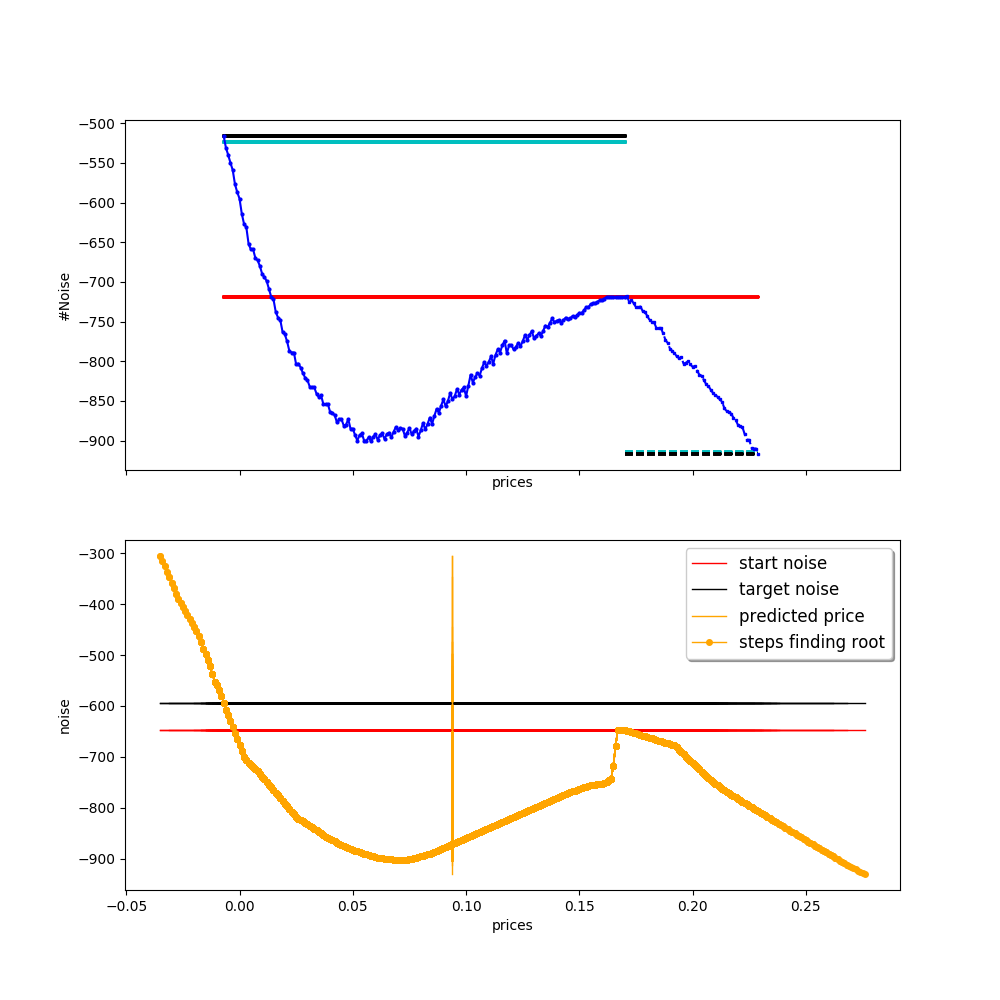 −500
−550
−600
−650
−700
−750
−800
−850
−900
#Noise
prices
−300
−400
−500
−600
−700
−800
−900
noise
start noise
target noise
predicted price
steps finding root
−0.05 0.00 0.05 0.10 0.15 0.20 0.25
prices